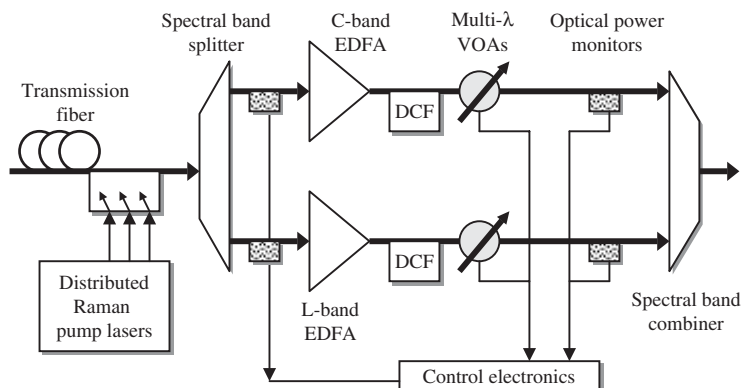 Spectral band
splitter
C-band
EDFA
Multi-λ
VOAs
Optical power
monitors
Transmission
fiber
DCF
DCF
Distributed
Raman
pump lasers
L-band
EDFA
Spectral band
combiner
Control electronics